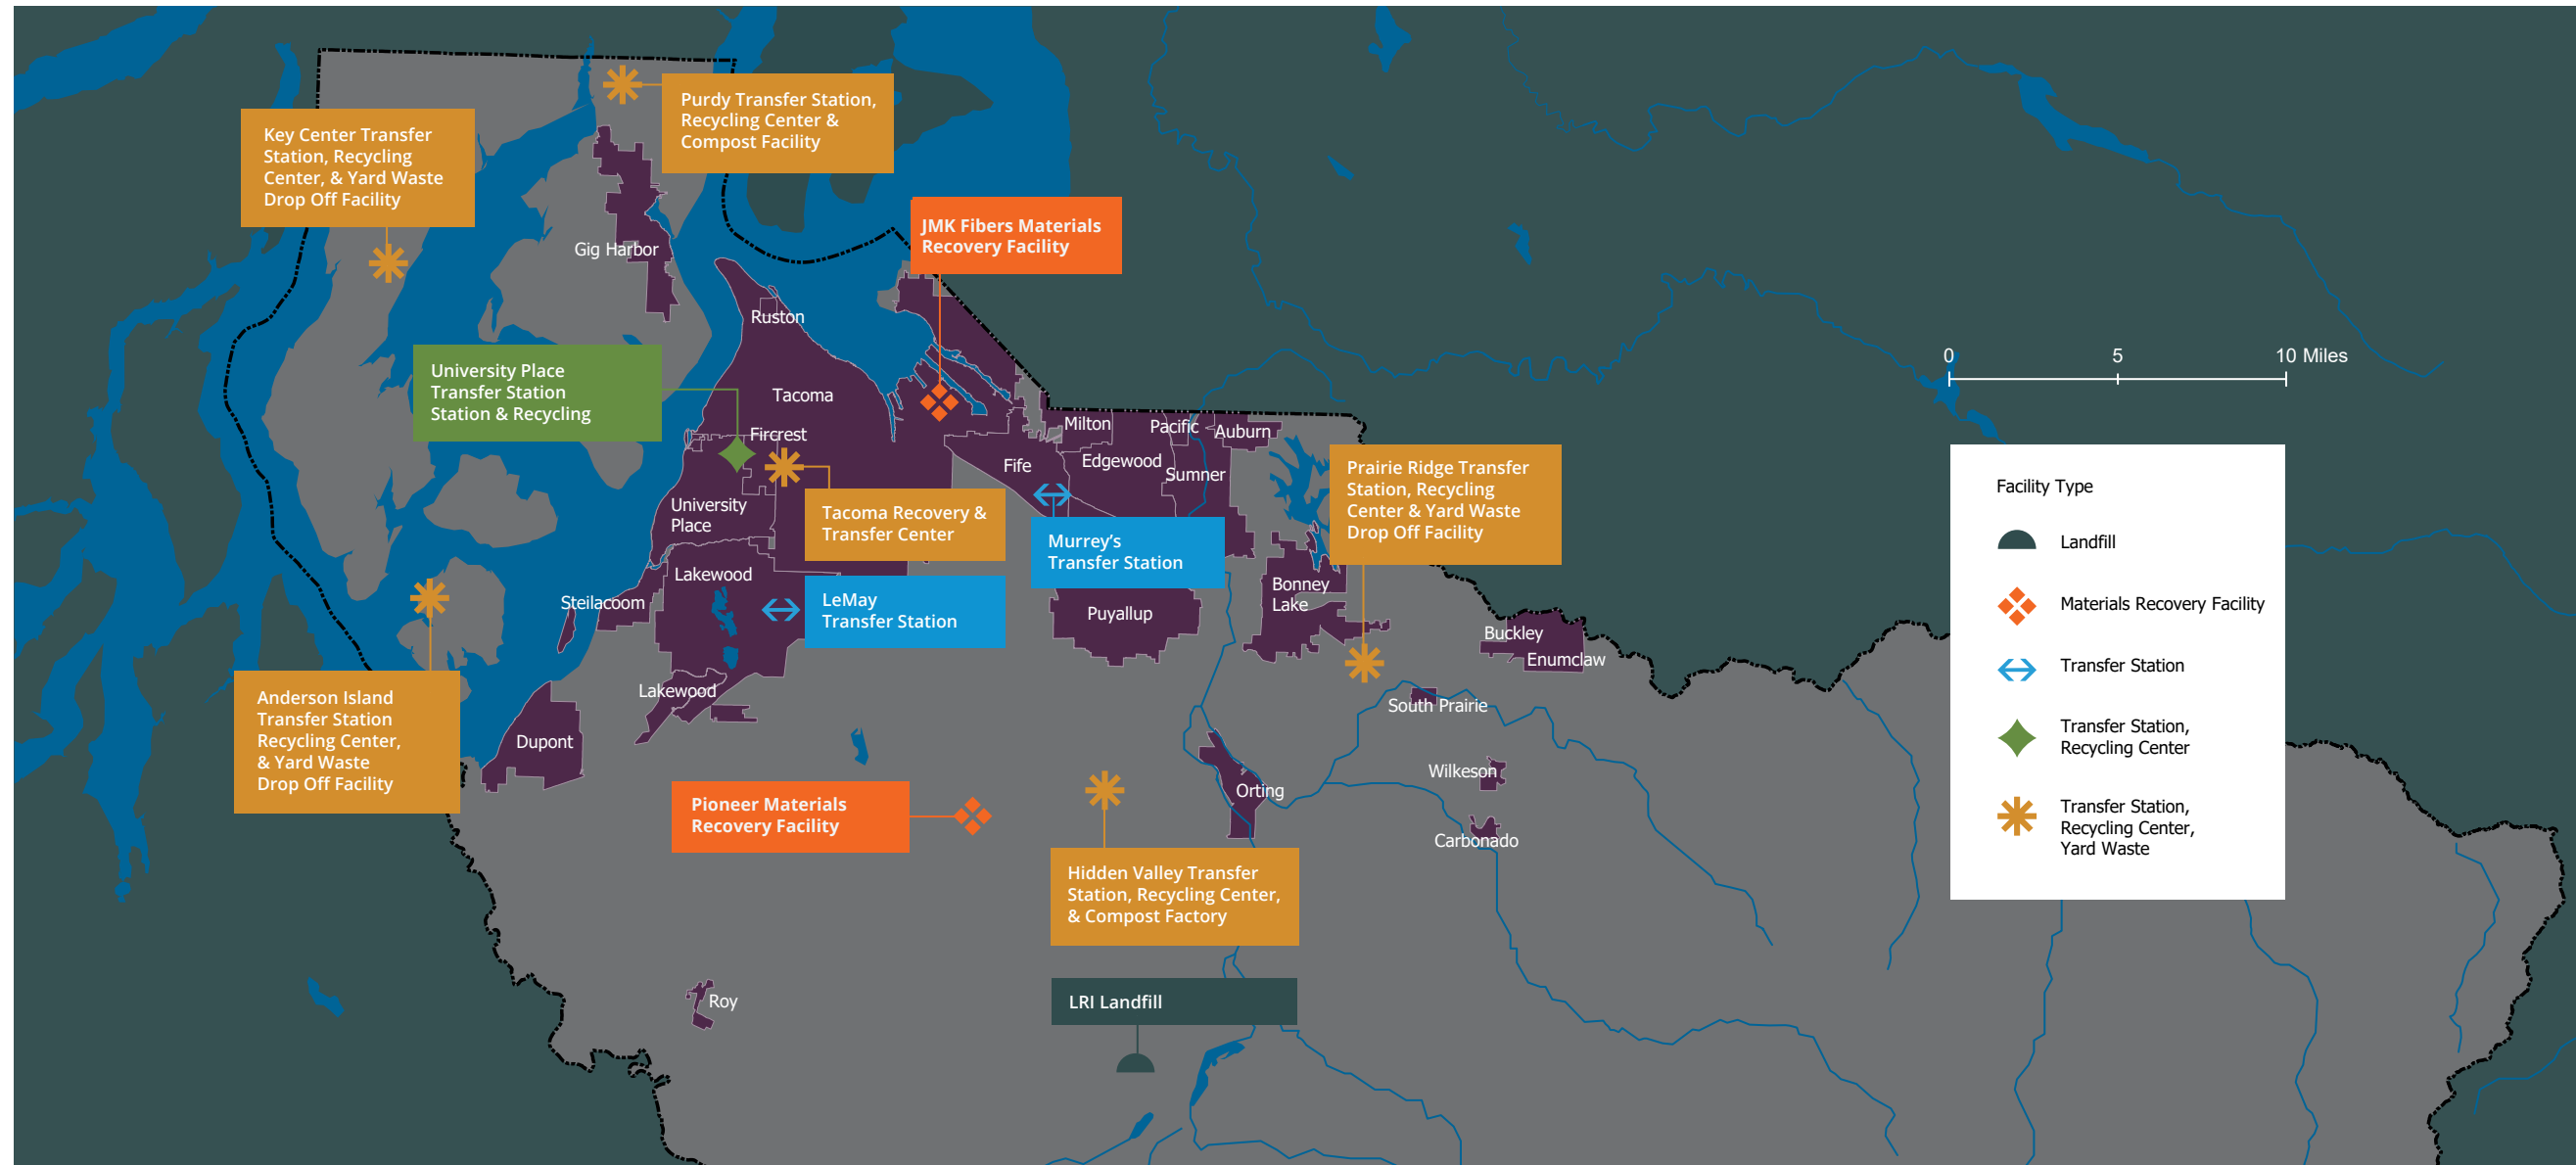 Purdy Transfer Station,
Recycling Center &
Compost Facility
Key Center Transfer
Station, Recycling
Center, & Yard Waste
Drop Off Facility
JMK Fibers Materials
Recovery Facility
Gig Harbor
Ruston
0 5 10 Miles
University Place
Transfer Station
Station & Recycling
Tacoma
Fircrest
Milton
Pacific
Auburn
Edgewood
Fife
Sumner
Prairie Ridge Transfer
Station, Recycling
Center & Yard Waste
Drop Off Facility
University
Place
Tacoma Recovery &
Transfer Center
Murrey's
Transfer Station
Lakewood
Steilacoom
LeMay
Transfer Station
Bonney
Lake
Puyallup
Buckley
Enumclaw
Lakewood
South Prairie
Anderson Island
Transfer Station
Recycling Center,
& Yard Waste
Drop Off Facility
Dupont
Wilkeson
Orting
Pioneer Materials
Recovery Facility
Carbonado
Hidden Valley Transfer
Station, Recycling Center,
& Compost Factory
Roy
LRI Landfill
Facility Type
Landfill
Materials Recovery Facility
Transfer Station
Transfer Station,
Recycling Center
Transfer Station,
Recycling Center,
Yard Waste